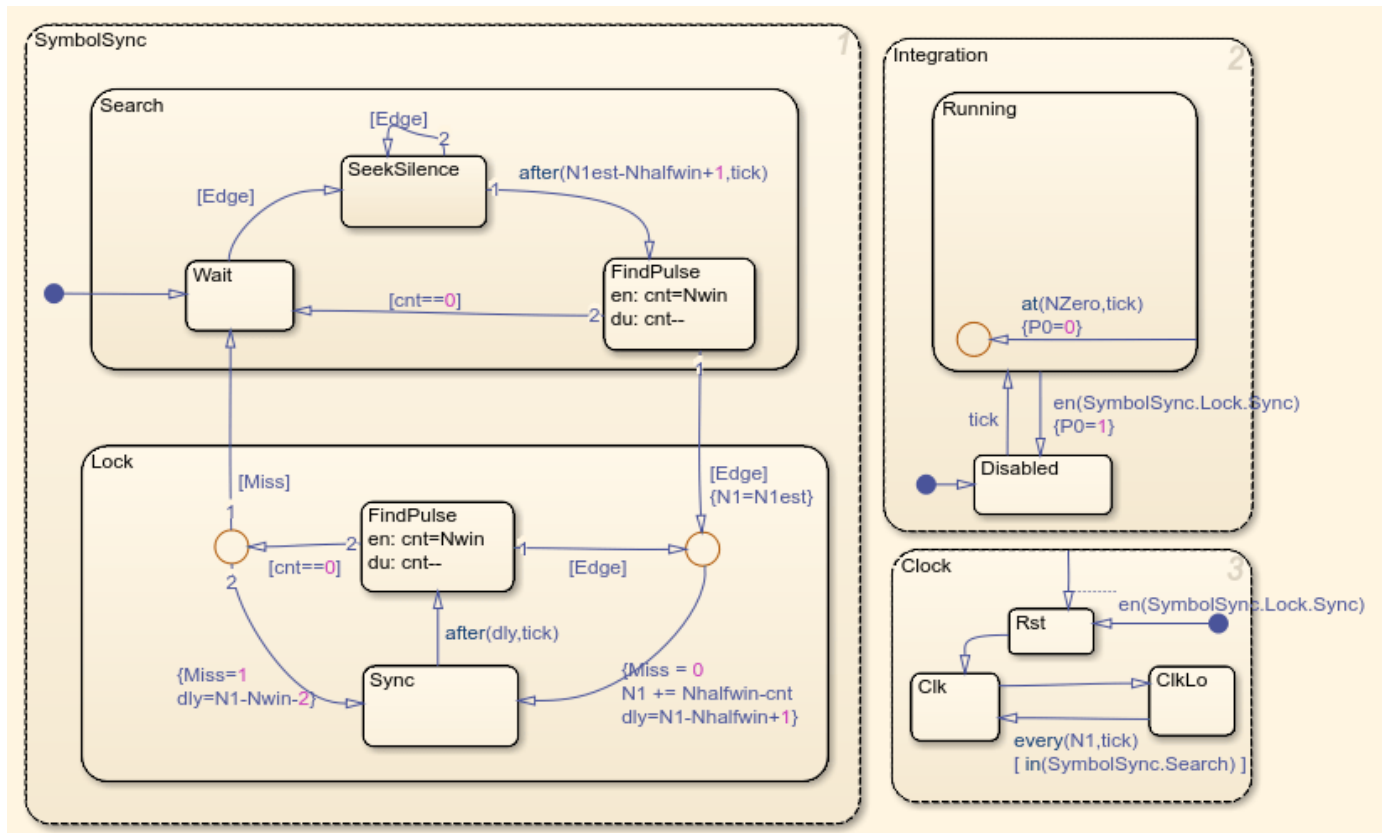 SymbolSync
1
Search
[Edge]
2
SeekSilence
1
after(N1est-Nhalfwin+1,tick)
[Edge]
Wait
FindPulse
en: cnt=Nwin
du: cnt--
[cnt==0]
2
1
Lock
[Miss]
1
[Edge]
{N1=N1est}
FindPulse
en: cnt=Nwin
du: cnt--
2
1
[cnt==0]
[Edge]
2
after(dly,tick)
{Miss=1
dly=N1-Nwin-2}
Sync
{Miss = 0
N1 += Nhalfwin-cnt
dly=N1-Nhalfwin+1}
Integration
2
Running
at(NZero,tick)
{P0=0}
tick
en(SymbolSync.Lock.Sync)
{P0=1}
Disabled
Clock
3
en(SymbolSync.Lock.Sync)
Rst
Clk
ClkLo
every(N1,tick)
[ in(SymbolSync.Search) ]